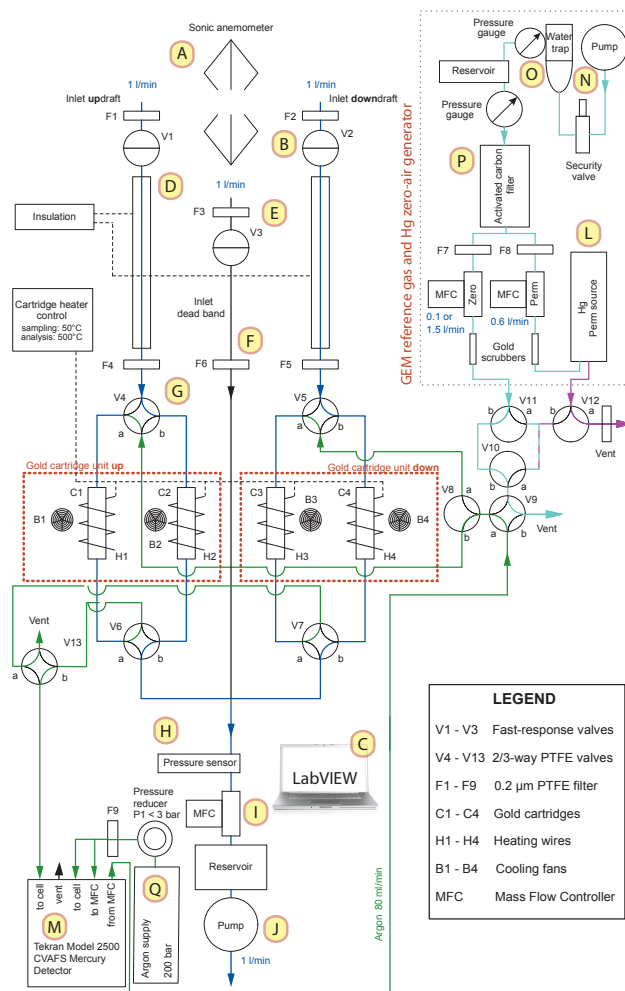 Sonic anemometer
A
1 l/min
Inlet updraft
F1
V1
1 l/min
Inlet downdraft
F2
V2
B
D
1 l/min
F3
E
V3
Insulation
Inlet
dead band
Cartridge heater
control
sampling: 50°C
analysis: 500°C
F
F4
F6
F5
G
V4
a
b
V5
a
b
Gold cartridge unit up
Gold cartridge unit down
C1
C2
C3
C4
B1
B2
B3
B4
H1
H2
H3
H4
V6
a
b
V7
a
b
Vent
V13
a
b
GEM reference gas and Hg zero-air generator
Pressure
gauge
Water
trap
Pump
O
N
Reservoir
Pressure
gauge
Security
valve
P
Activated carbon
filter
L
F7
F8
MFC
Zero
MFC
Perm
0.1 or
1.5 l/min
0.6 l/min
Gold
scrubbers
Hg
Perm source
V11
b
a
V12
b
a
Vent
V10
b
a
V8
a
b
V9
b
a
Vent
H
Pressure sensor
C
LabVIEW
MFC
I
Reservoir
Pump
J
1 l/min
Argon 80 ml/min
Pressure
reducer
P1 < 3 bar
F9
Q
Argon supply
200 bar
to cell
vent
to cell
to MFC
from MFC
M
Tekran Model 2500
CVAFS Mercury
Detector
LEGEND
V1 - V3 Fast-response valves
V4 - V13 2/3-way PTFE valves
F1 - F9 0.2 µm PTFE filter
C1 - C4 Gold cartridges
H1 - H4 Heating wires
B1 - B4 Cooling fans
MFC Mass Flow Controller